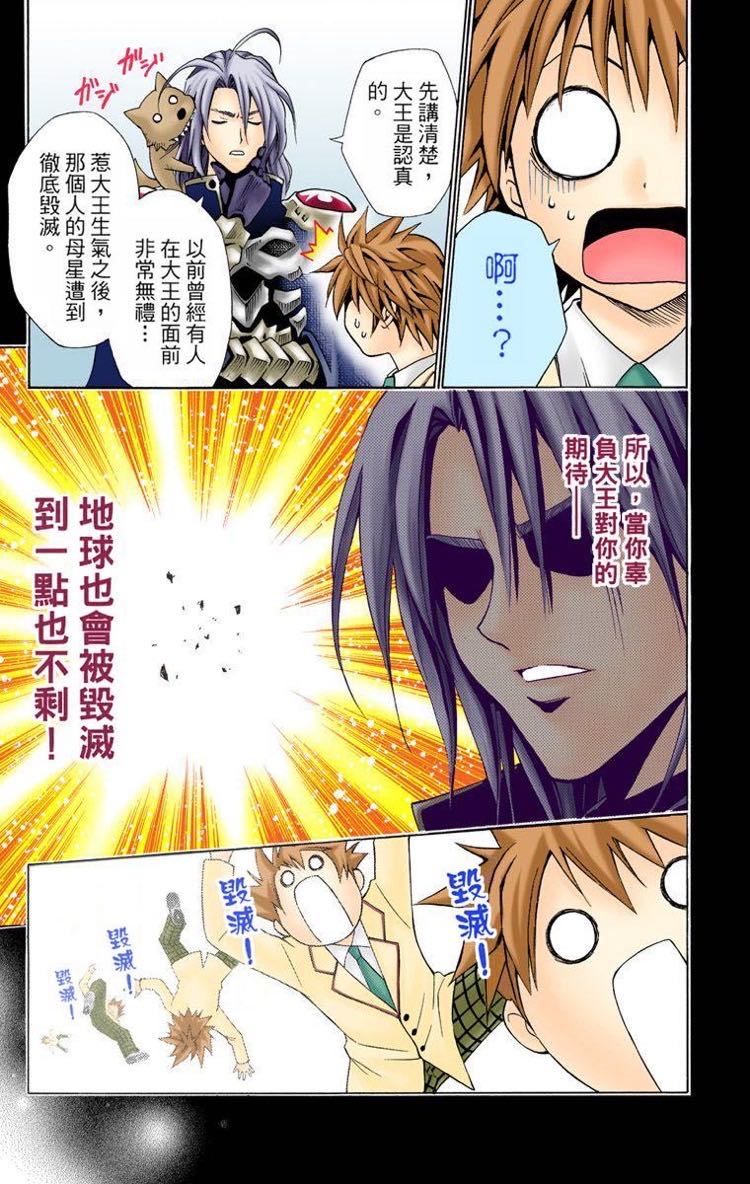 啊…？
先講清楚，
大王是認真
的。
ガジ
ガジ
以前曾經有人
在大王的面前
非常無禮…
惹大王生氣之後，
那個人的母星遭到
徹底毀滅。
所以，當你辜
負大王對你的
期待——
地球也會被毀滅
到一點也不剩！
毀滅！
毀滅！
毀滅！
毀滅！